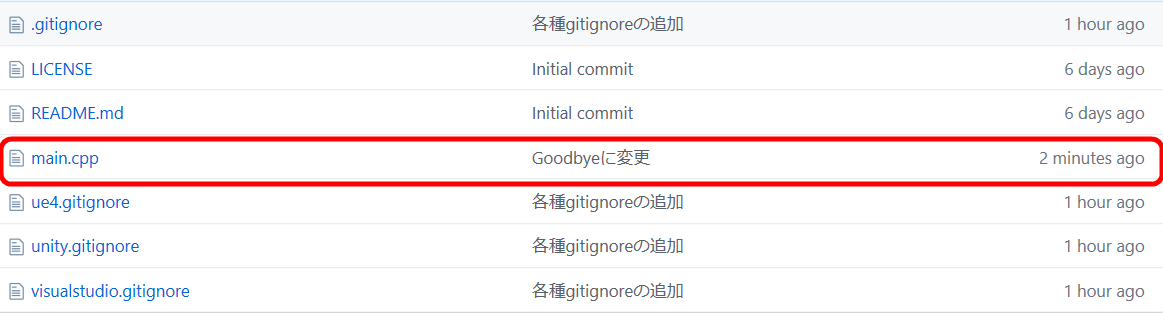 .gitignore 各種gitignoreの追加 1 hour ago
LICENSE Initial commit 6 days ago
README.md Initial commit 6 days ago
main.cpp Goodbyeに変更 2 minutes ago
ue4.gitignore 各種gitignoreの追加 1 hour ago
unity.gitignore 各種gitignoreの追加 1 hour ago
visualstudio.gitignore 各種gitignoreの追加 1 hour ago